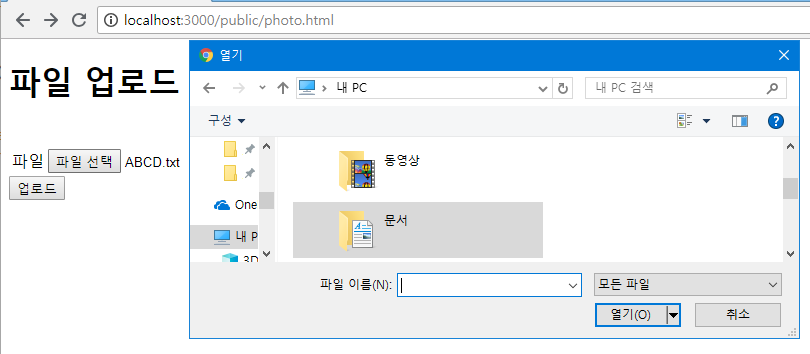 localhost:3000/public/photo.html
열기
파일 업로드
내 PC
내 PC 검색
구성
파일 파일 선택 ABCD.txt
업로드
동영상
One
문서
내 P
3D
파일 이름(N):
모든 파일
열기(O)
취소